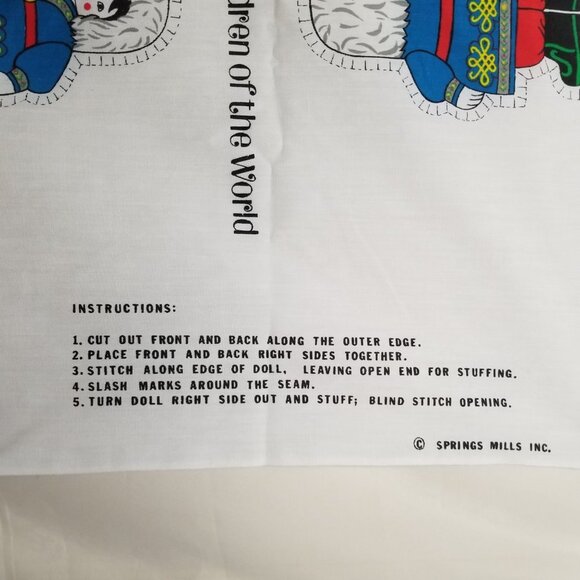 dren of the World
INSTRUCTIONS:
1. CUT OUT FRONT AND BACK ALONG THE OUTER EDGE.
2. PLACE FRONT AND BACK RIGHT SIDES TOGETHER.
3. STITCH ALONG EDGE OF DOLL, LEAVING OPEN END FOR STUFFING.
4. SLASH MARKS AROUND THE SEAM.
5. TURN DOLL RIGHT SIDE OUT AND STUFF; BLIND STITCH OPENING.
© SPRINGS MILLS INC.